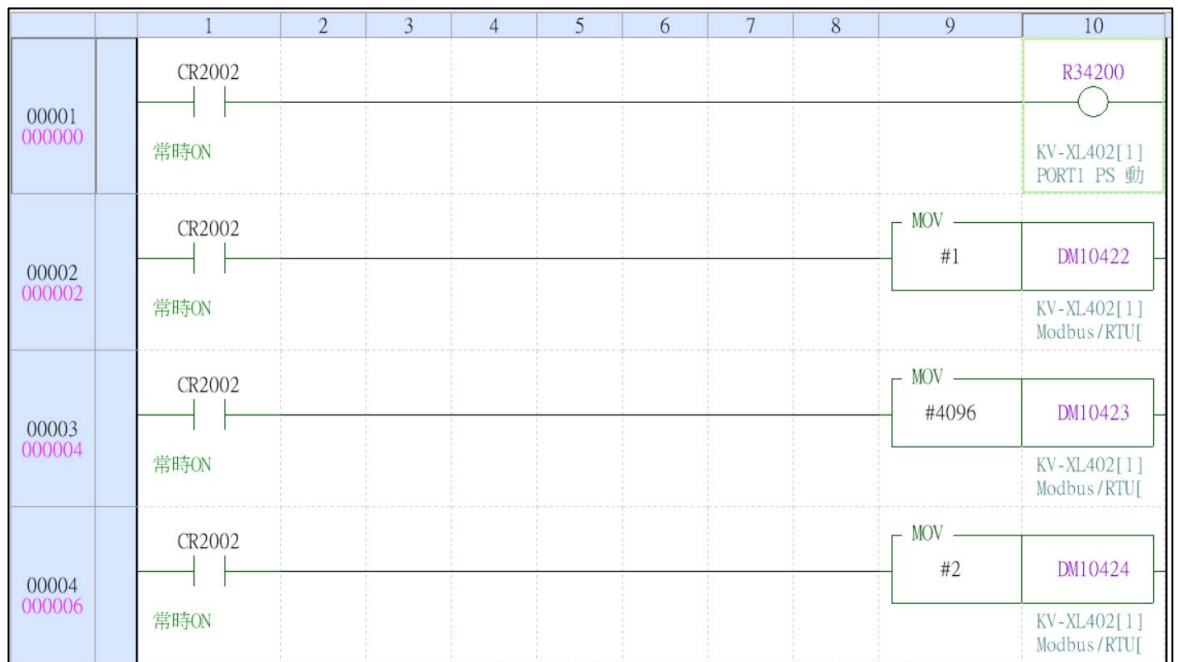 1 2 3 4 5 6 7 8 9 10
CR2002 R34200
00001
000000
常時ON KV-XL402[1]
PORT1 PS 動
CR2002 MOV
#1 DM10422
00002
000002
常時ON KV-XL402[1]
Modbus/RTU[
CR2002 MOV
#4096 DM10423
00003
000004
常時ON KV-XL402[1]
Modbus/RTU[
CR2002 MOV
#2 DM10424
00004
000006
常時ON KV-XL402[1]
Modbus/RTU[